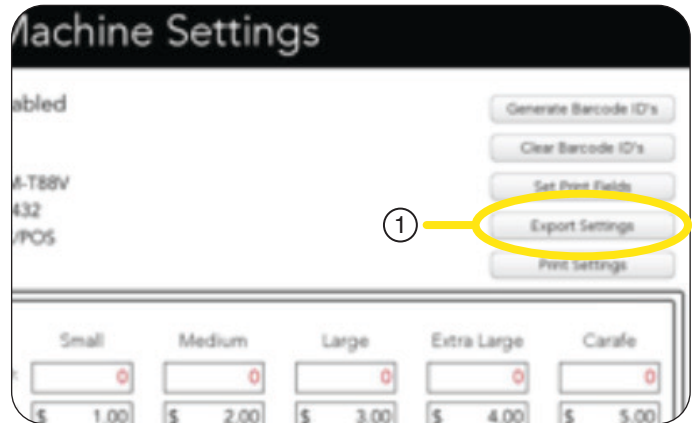 Machine Settings
abled
Generate Barcode ID's
Clear Barcode ID's
M-T88V
Set Print Fields
432
1
Export Settings
/POS
Print Settings
Small Medium Large Extra Large Carafe
0 0 0 0 0
$ 1.00 $ 2.00 $ 3.00 $ 4.00 $ 5.00